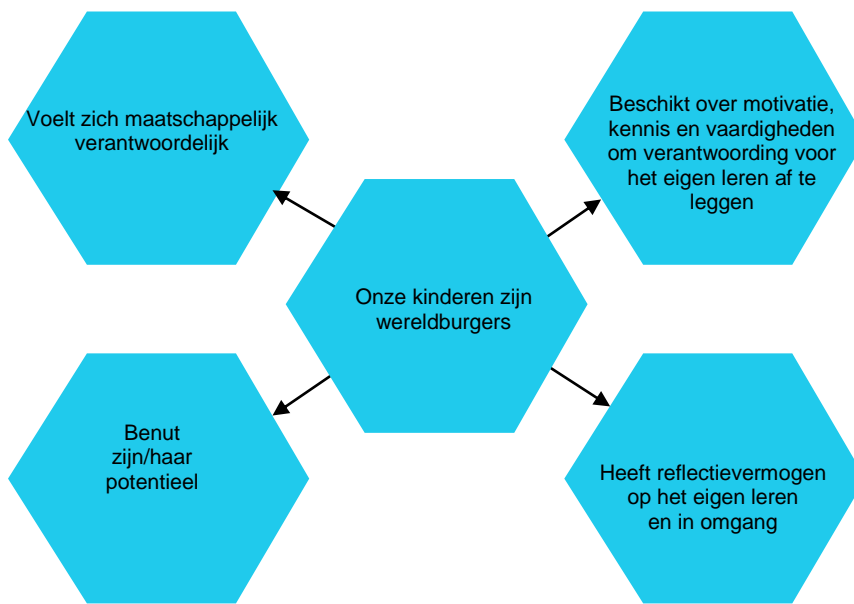 Voelt zich maatschappelijk
verantwoordelijk
Beschikt over motivatie,
kennis en vaardigheden
om verantwoording voor
het eigen leren af te
leggen
Onze kinderen zijn
wereldburgers
Benut
zijn/haar
potentieel
Heeft reflectievermogen
op het eigen leren
en in omgang